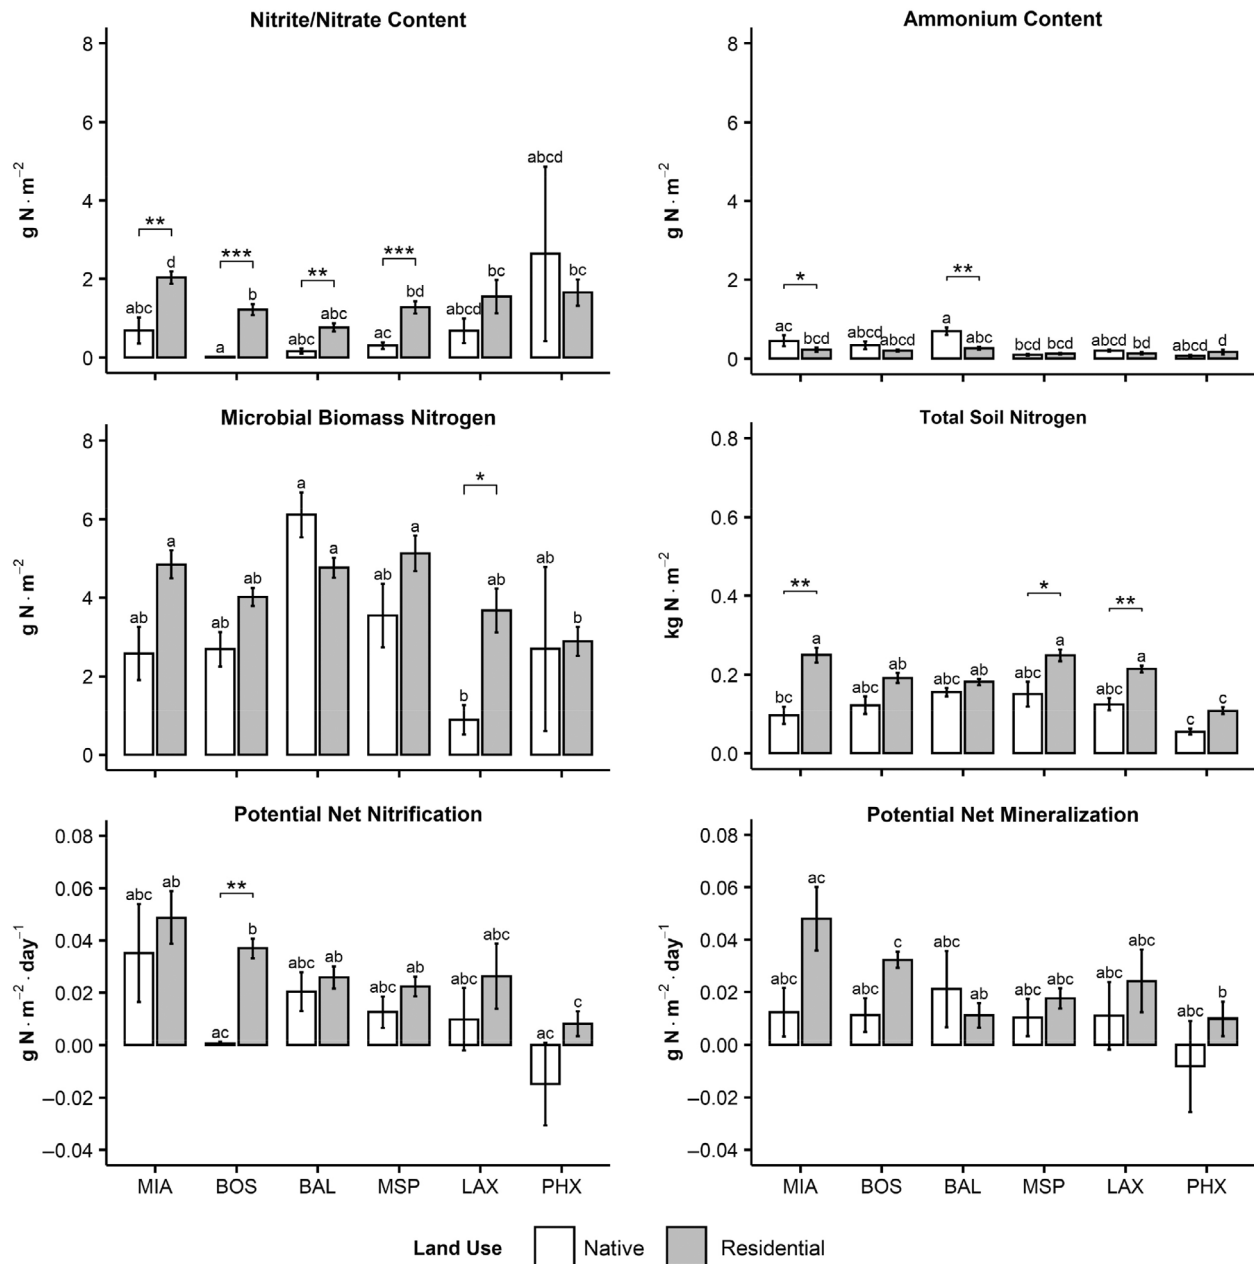 Nitrite/Nitrate Content
g N · m⁻²
8
6
4
2
0
abc
**
d
a
***
b
abc
**
abc
ac
***
bd
abcd
bc
abcd
bc
Ammonium Content
g N · m⁻²
8
6
4
2
0
ac
*
bcd
abcd
abcd
a
**
abc
bcd
bcd
abcd
bd
abcd
d
Microbial Biomass Nitrogen
g N · m⁻²
8
6
4
2
0
ab
a
ab
ab
a
a
ab
a
b
*
ab
ab
b
Total Soil Nitrogen
kg N · m⁻²
0.8
0.6
0.4
0.2
0.0
bc
**
a
abc
ab
abc
ab
abc
*
a
abc
**
a
c
c
Potential Net Nitrification
g N · m⁻² · day⁻¹
0.08
0.06
0.04
0.02
0.00
–0.02
–0.04
abc
ab
ac
**
b
abc
ab
abc
ab
abc
abc
ac
c
MIA BOS BAL MSP LAX PHX
Potential Net Mineralization
g N · m⁻² · day⁻¹
0.08
0.06
0.04
0.02
0.00
–0.02
–0.04
abc
ac
abc
c
abc
ab
abc
abc
abc
abc
abc
b
MIA BOS BAL MSP LAX PHX
Land Use Native Residential